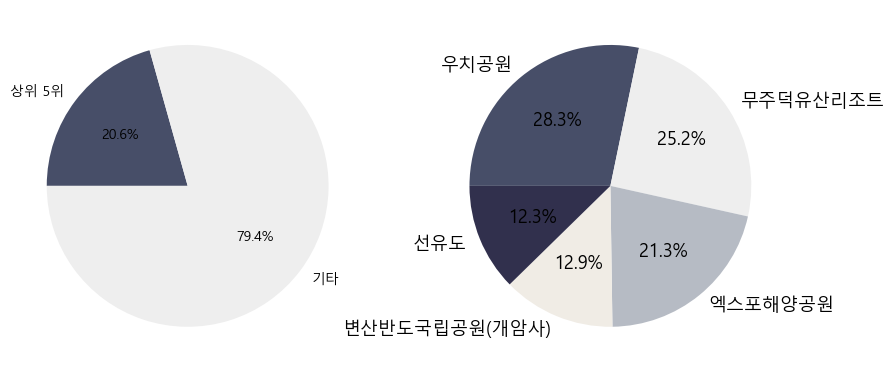 상위 5위
20.6%
79.4%
기타
우치공원
28.3%
무주덕유산리조트
25.2%
12.3%
선유도
12.9%
21.3%
엑스포해양공원
변산반도국립공원(개암사)